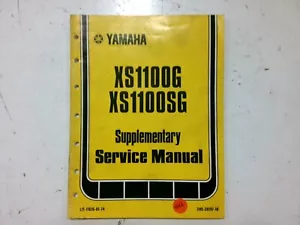 YAMAHA
XS1100G
XS1100SG
Supplementary
Service Manual